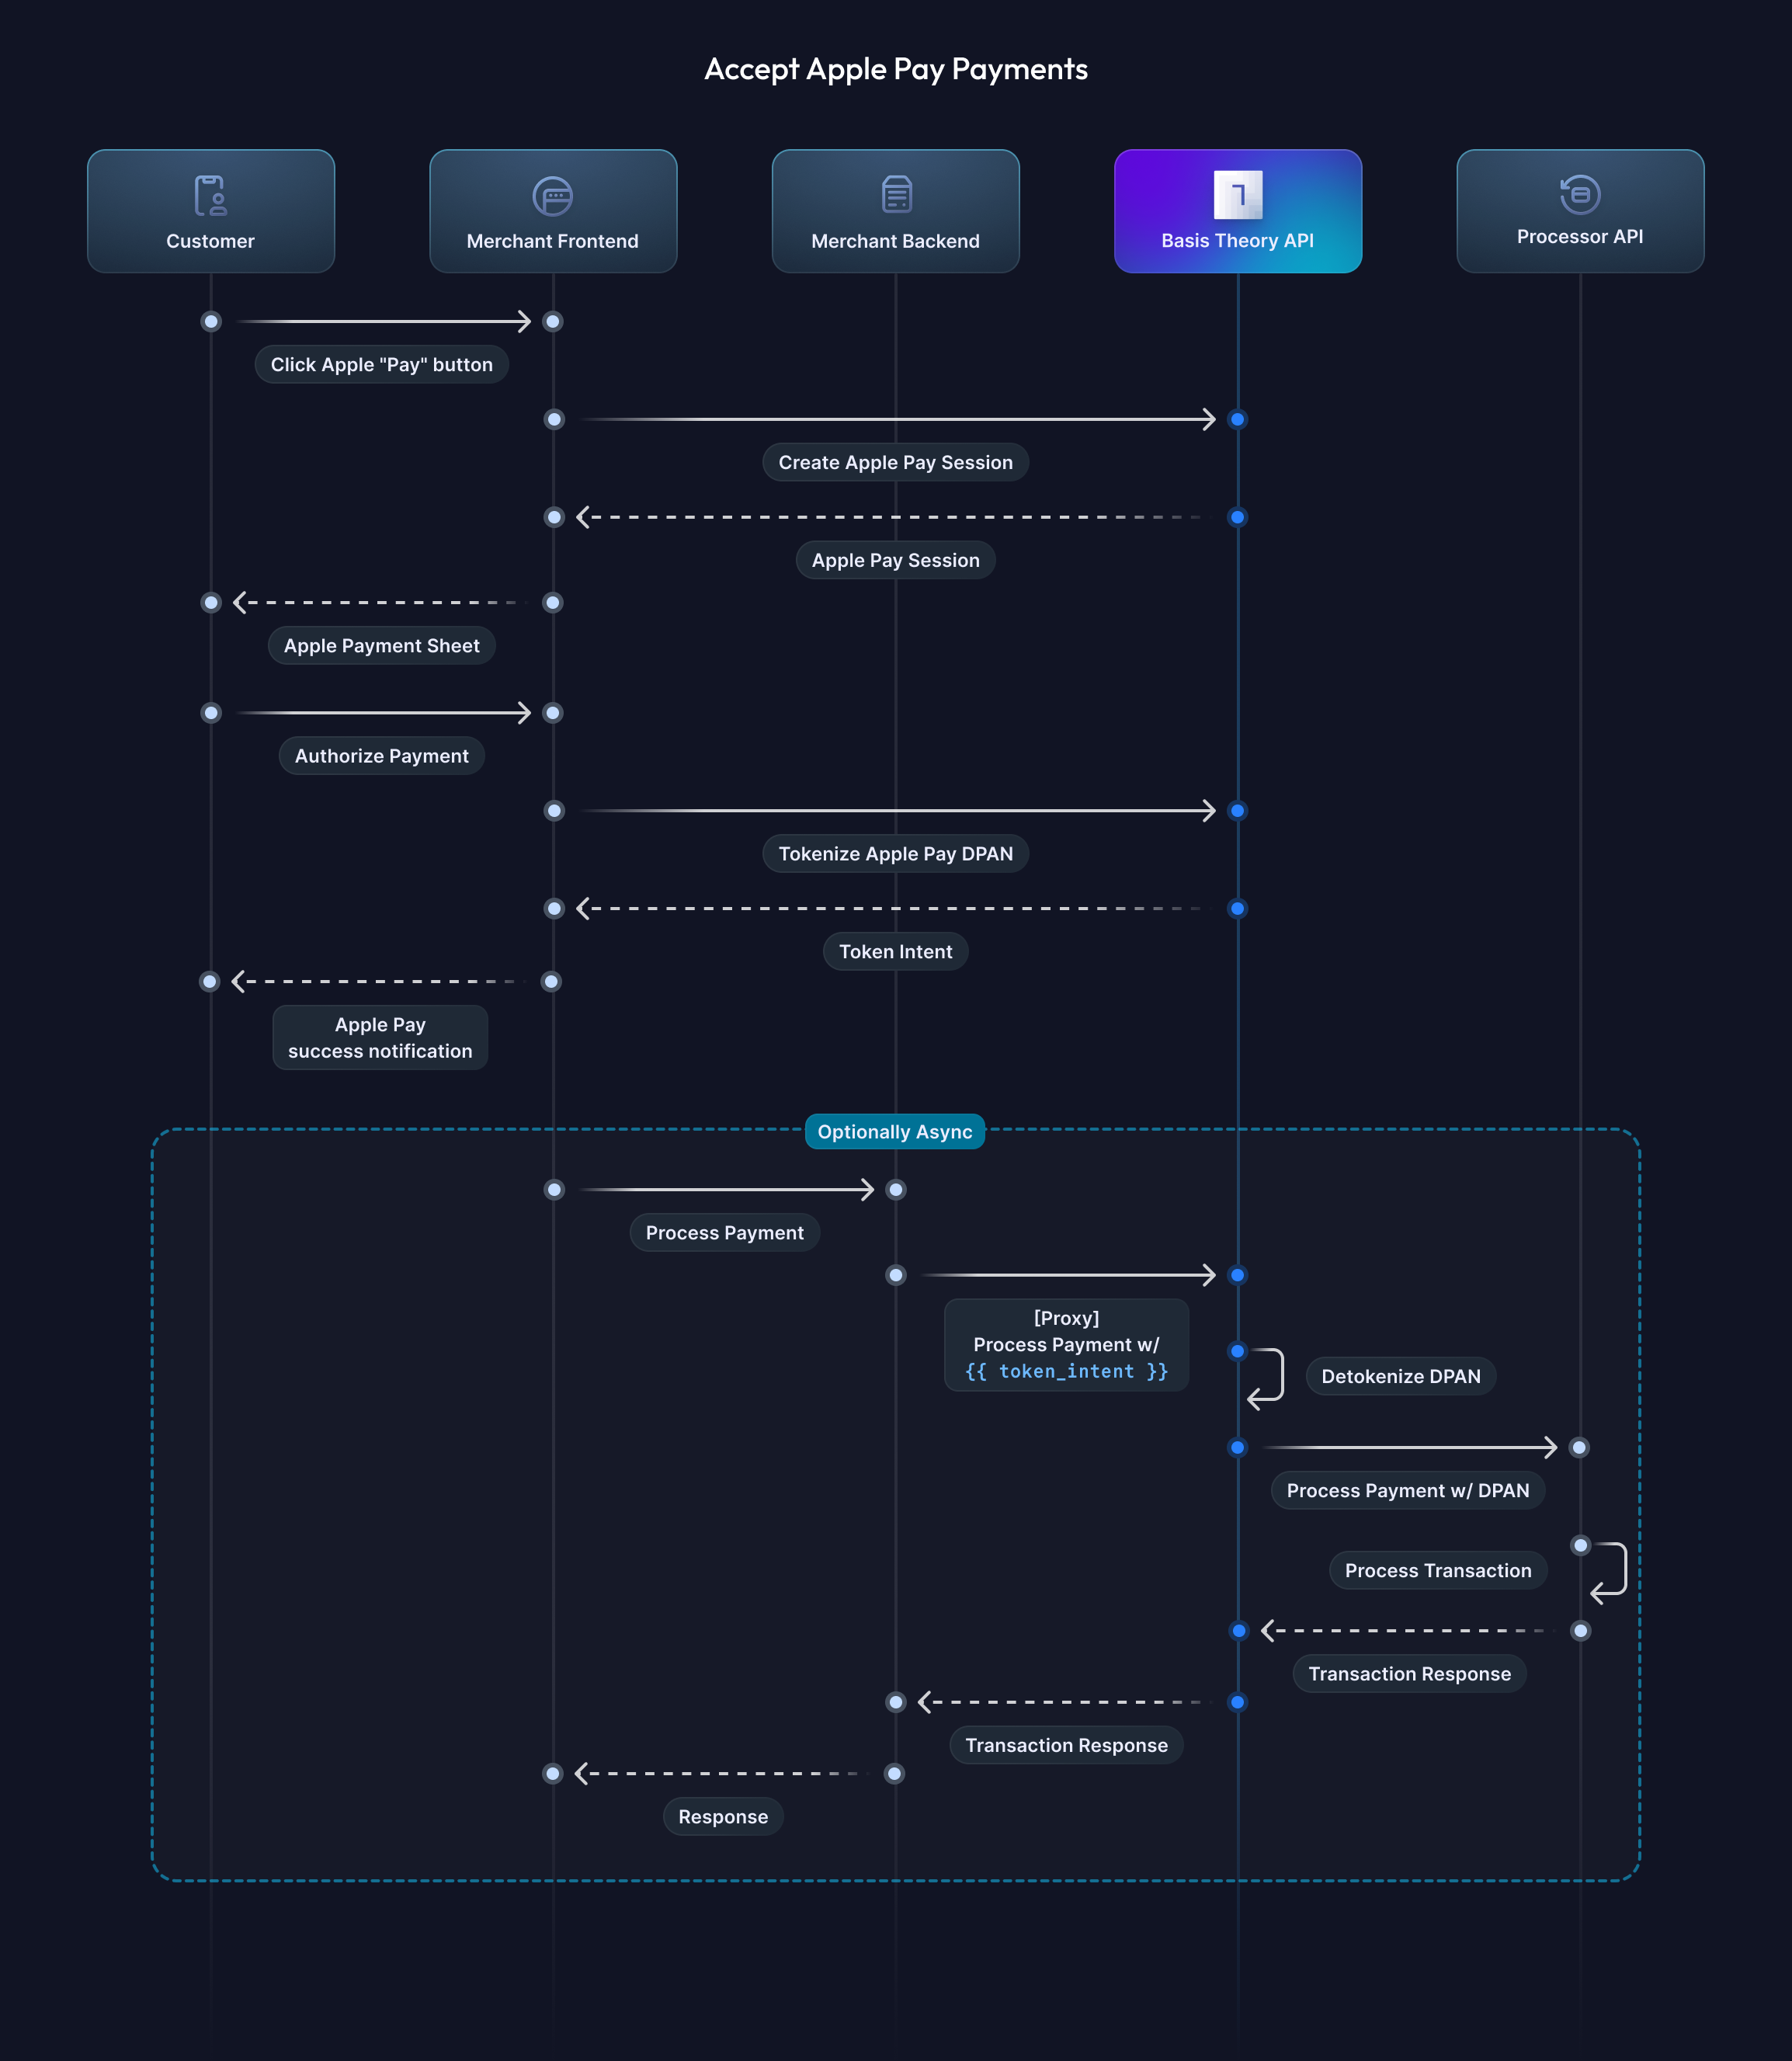 Accept Apple Pay Payments
Customer
Merchant Frontend
Merchant Backend
Basis Theory API
Processor API
Click Apple "Pay" button
Create Apple Pay Session
Apple Pay Session
Apple Payment Sheet
Authorize Payment
Tokenize Apple Pay DPAN
Token Intent
Apple Pay
success notification
Optionally Async
Process Payment
[Proxy]
Process Payment w/
{{ token_intent }}
Detokenize DPAN
Process Payment w/ DPAN
Process Transaction
Transaction Response
Transaction Response
Response